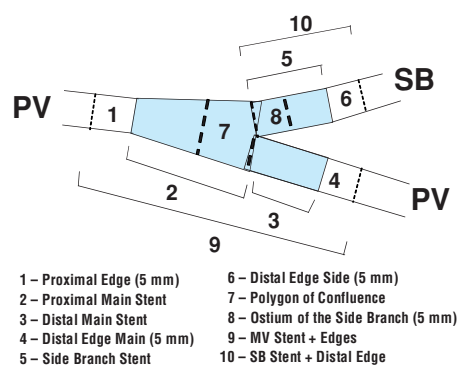 10
5
SB
PV
1
7
8
6
4
PV
2
3
9
1 – Proximal Edge (5 mm)
2 – Proximal Main Stent
3 – Distal Main Stent
4 – Distal Edge Main (5 mm)
5 – Side Branch Stent
6 – Distal Edge Side (5 mm)
7 – Polygon of Confluence
8 – Ostium of the Side Branch (5 mm)
9 – MV Stent + Edges
10 – SB Stent + Distal Edge